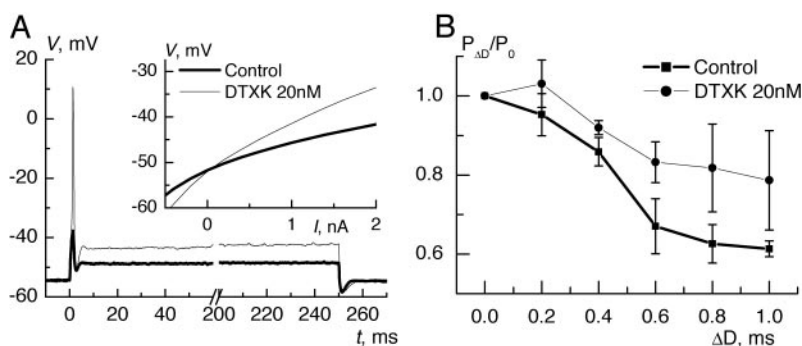 A
V, mV
20
0
-20
-40
-60
0
20
40
60
200
220
240
260
t, ms
V, mV
-30
-40
-50
-60
0
1
I, nA
2
Control
DTXK 20nM
B
PΔD/P0
1.0
0.8
0.6
0.0 0.2 0.4 0.6 0.8 1.0
ΔD, ms
Control
DTXK 20nM